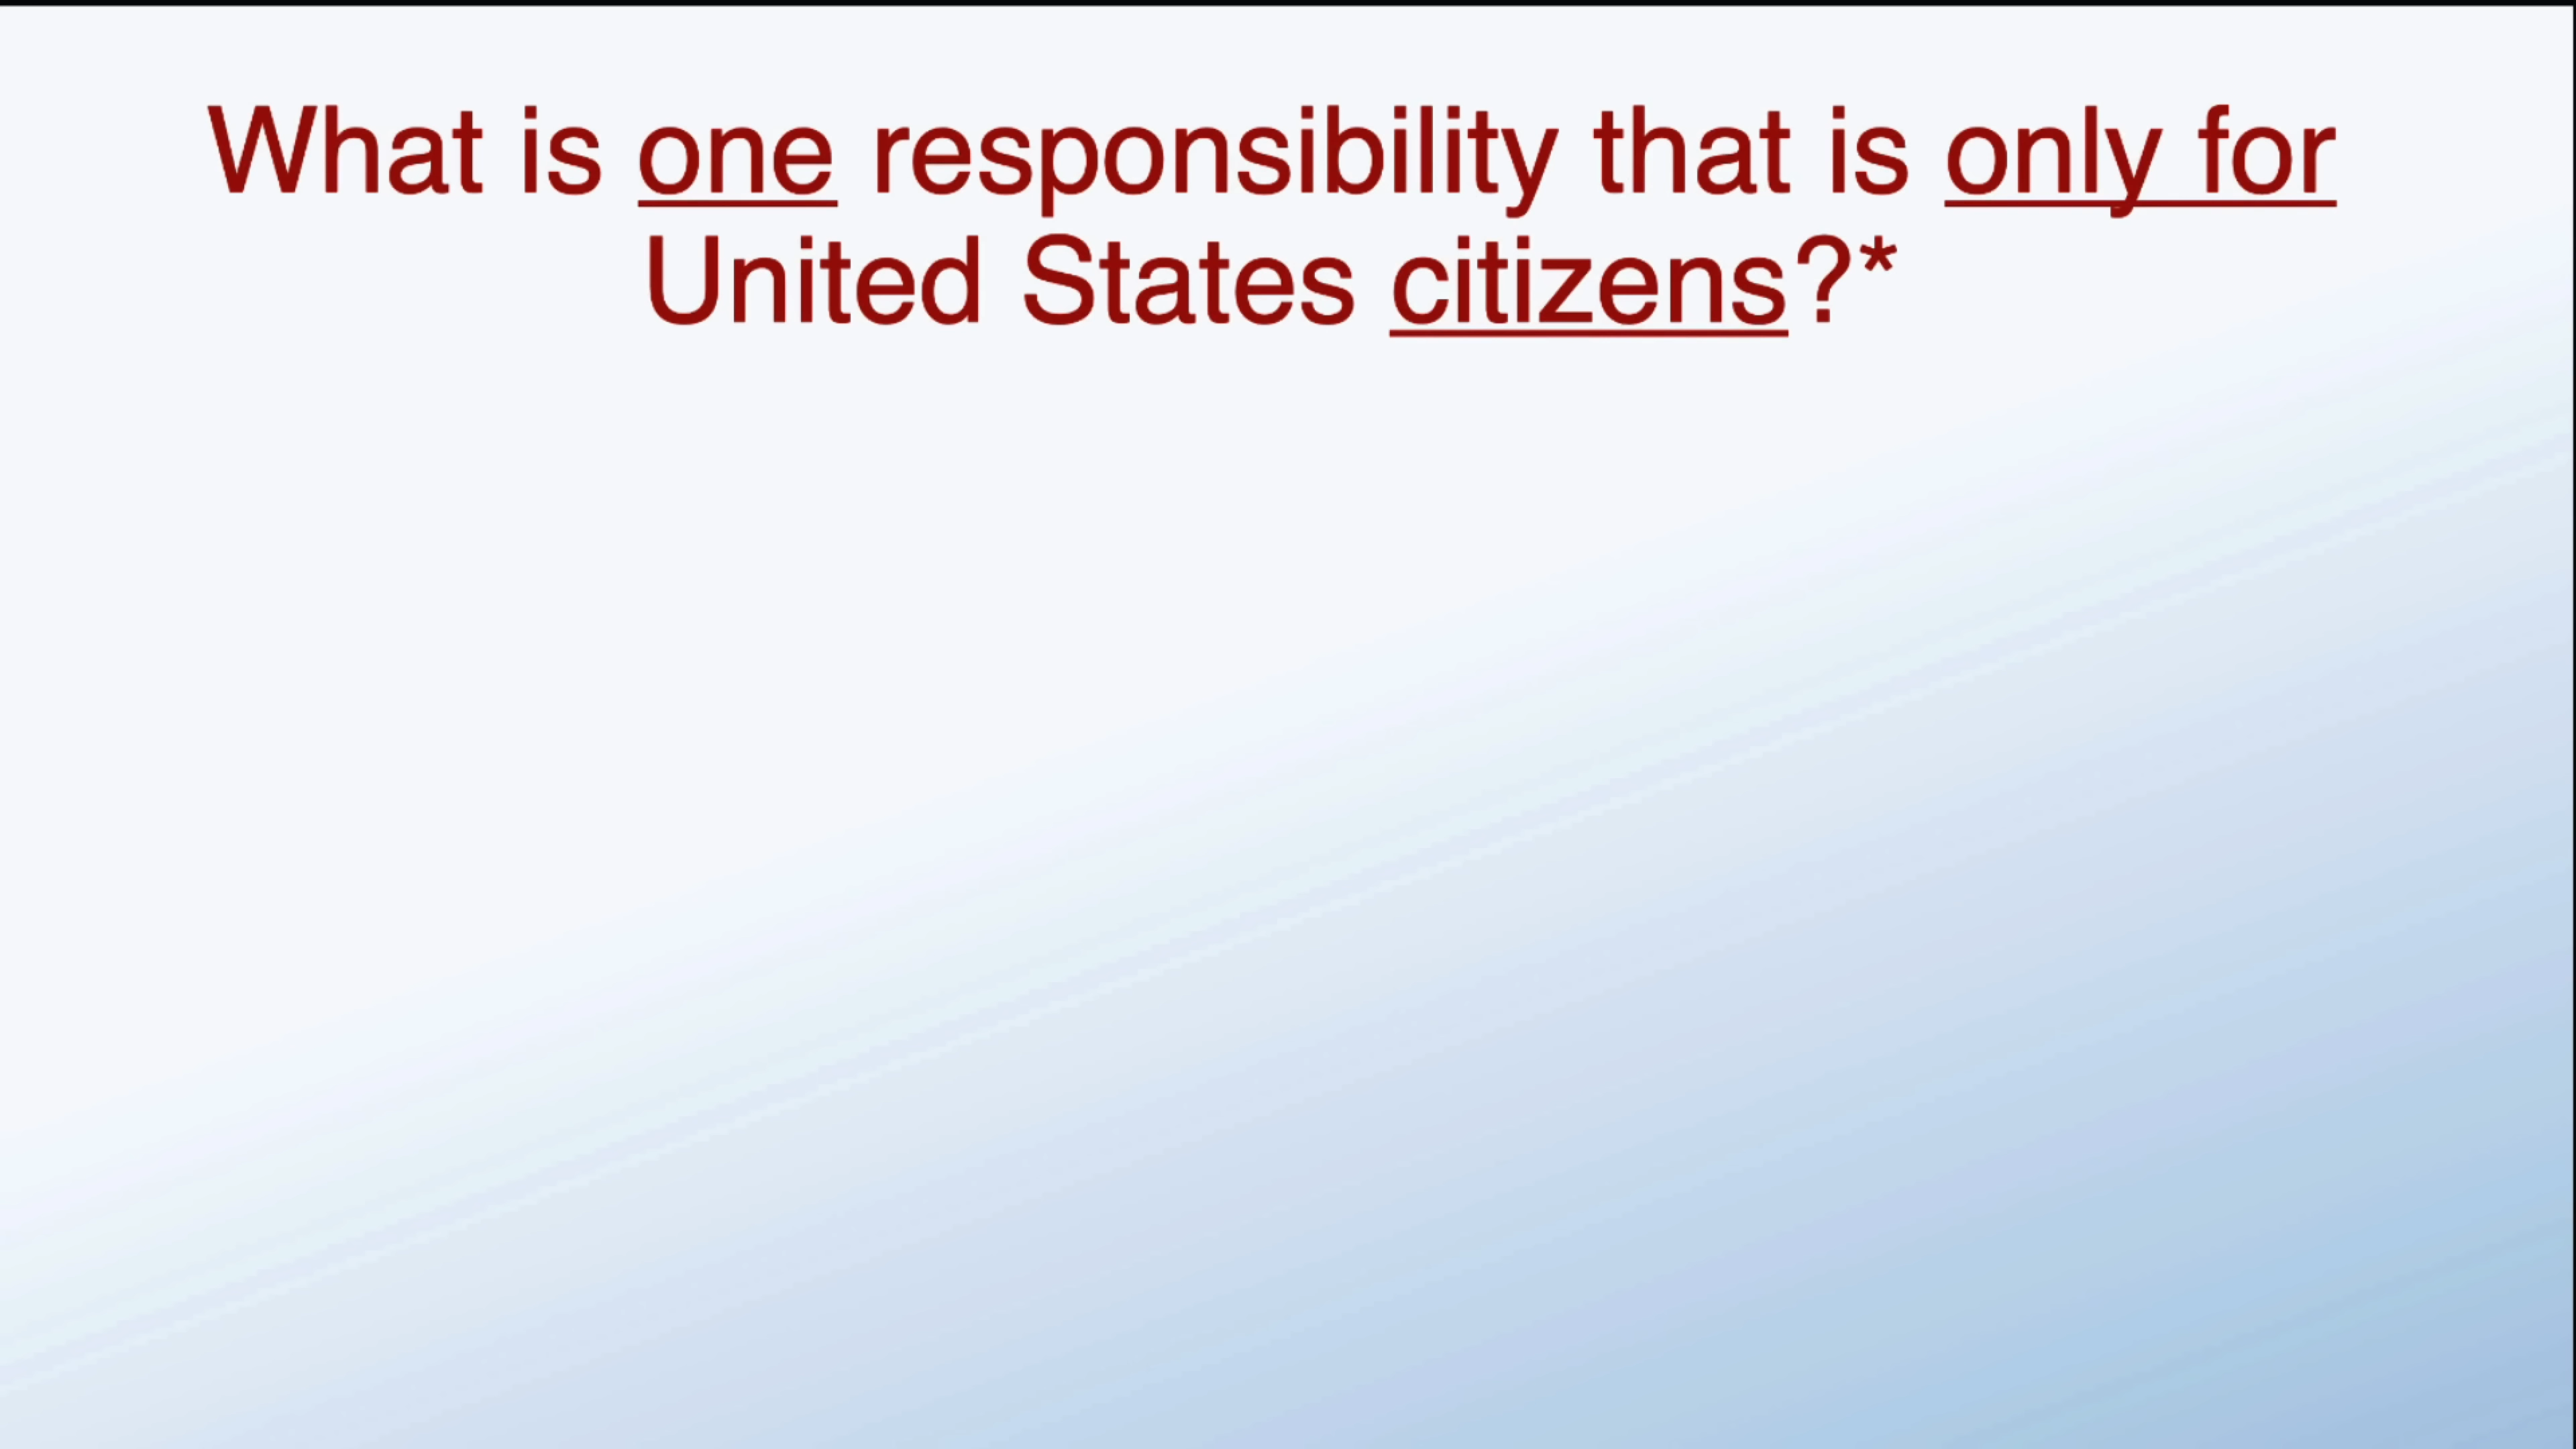 What is one responsibility that is only for
United States citizens?*